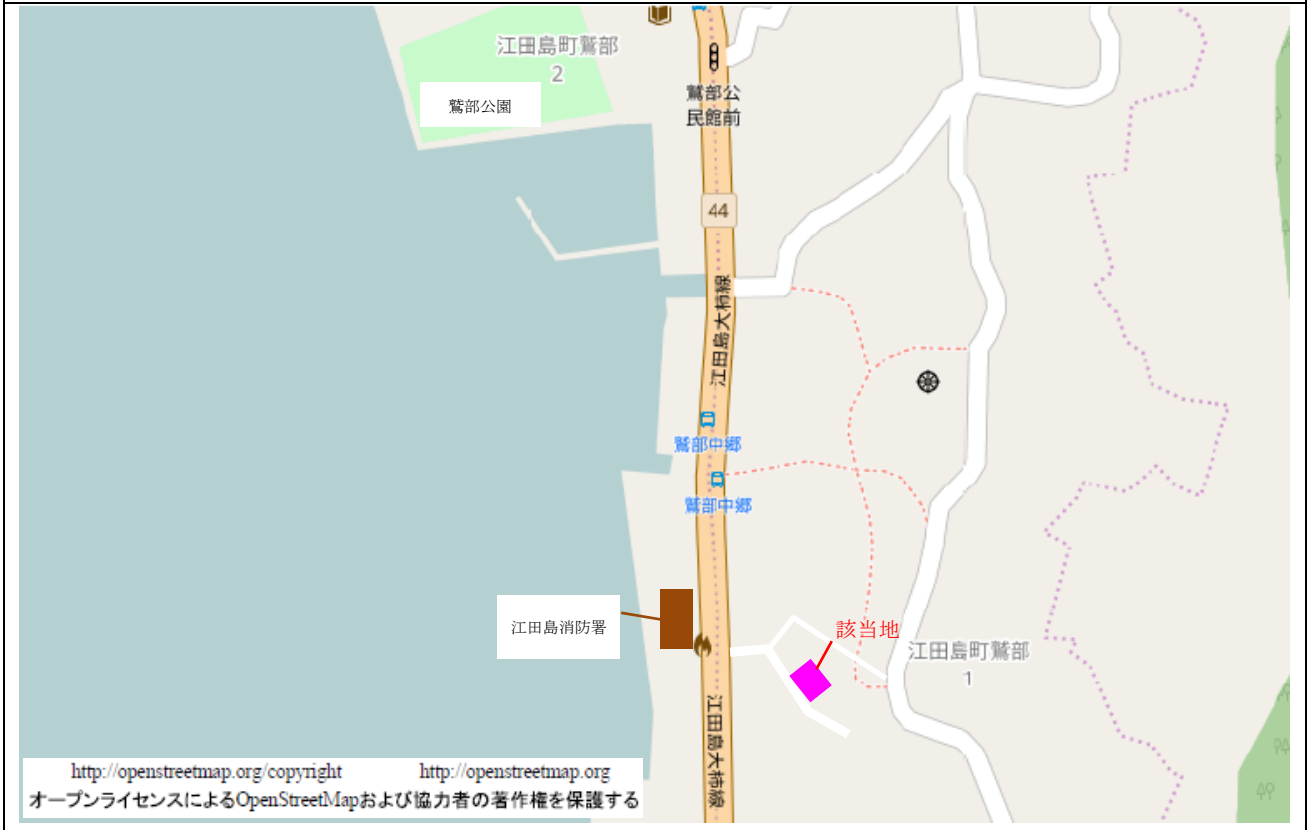 江田島町鷲部
2
鷲部公園
鷲部公
民館前
44
江田島大柿線
鷲部中郷
鷲部中郷
江田島消防署
該当地
江田島町鷲部
1
江田島大柿線
http://openstreetmap.org/copyright http://openstreetmap.org
オープンライセンスによるOpenStreetMapおよび協力者の著作権を保護する